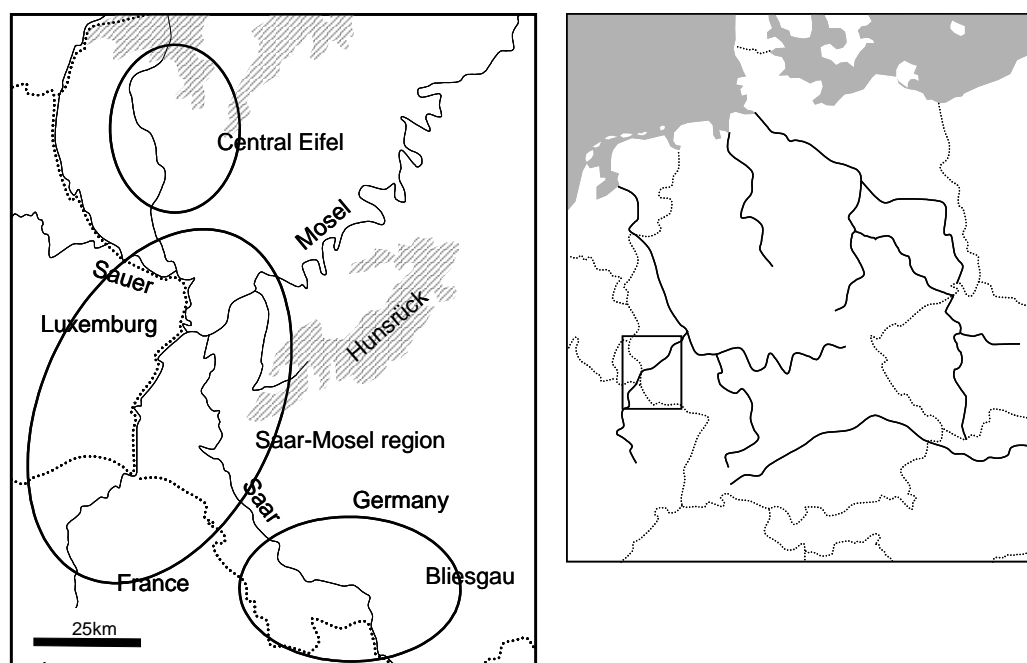 Central Eifel
Mosel
Sauer
Luxemburg
Hunsrück
Saar-Mosel region
Saar
Germany
France
Bliesgau
25km